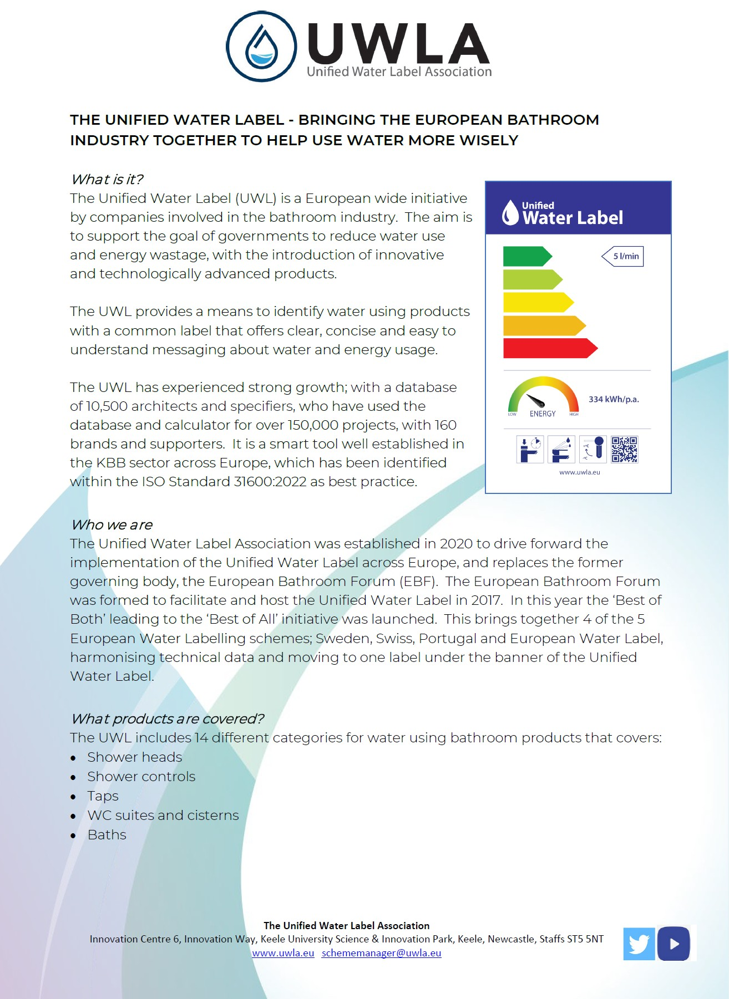 UWLA
Unified Water Label Association
THE UNIFIED WATER LABEL - BRINGING THE EUROPEAN BATHROOM
INDUSTRY TOGETHER TO HELP USE WATER MORE WISELY
What is it?
The Unified Water Label (UWL) is a European wide initiative
by companies involved in the bathroom industry.  The aim is
to support the goal of governments to reduce water use
and energy wastage, with the introduction of innovative
and technologically advanced products.
The UWL provides a means to identify water using products
with a common label that offers clear, concise and easy to
understand messaging about water and energy usage.
The UWL has experienced strong growth; with a database
of 10,500 architects and specifiers, who have used the
database and calculator for over 150,000 projects, with 160
brands and supporters.  It is a smart tool well established in
the KBB sector across Europe, which has been identified
within the ISO Standard 31600:2022 as best practice.
Unified
Water Label
5 l/min
334 kWh/p.a.
LOW
ENERGY
HIGH
+°C
-°C
www.uwla.eu
Who we are
The Unified Water Label Association was established in 2020 to drive forward the
implementation of the Unified Water Label across Europe, and replaces the former
governing body, the European Bathroom Forum (EBF).  The European Bathroom Forum
was formed to facilitate and host the Unified Water Label in 2017.  In this year the ‘Best of
Both’ leading to the ‘Best of All’ initiative was launched.  This brings together 4 of the 5
European Water Labelling schemes; Sweden, Swiss, Portugal and European Water Label,
harmonising technical data and moving to one label under the banner of the Unified
Water Label.
What products are covered?
The UWL includes 14 different categories for water using bathroom products that covers:
• Shower heads
• Shower controls
• Taps
• WC suites and cisterns
• Baths
The Unified Water Label Association
Innovation Centre 6, Innovation Way, Keele University Science & Innovation Park, Keele, Newcastle, Staffs ST5 5NT
www.uwla.eu schememanager@uwla.eu